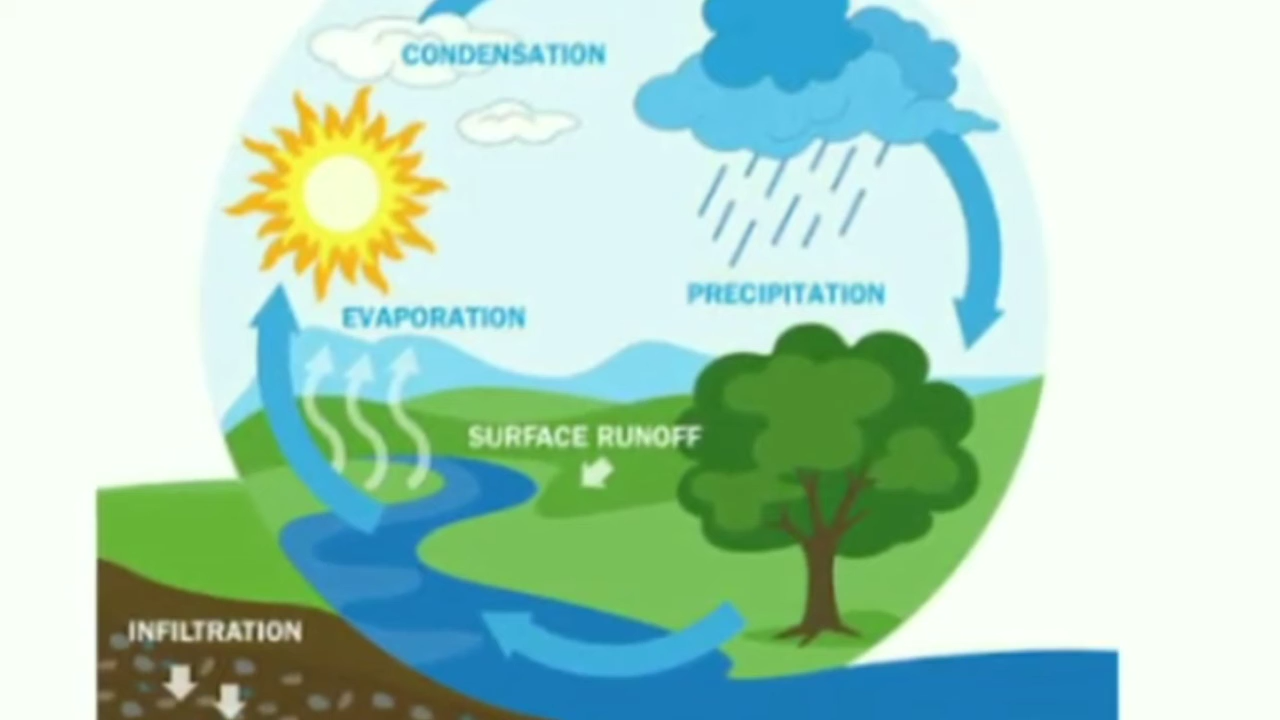 CONDENSATION
PRECIPITATION
EVAPORATION
SURFACE RUNOFF
INFILTRATION